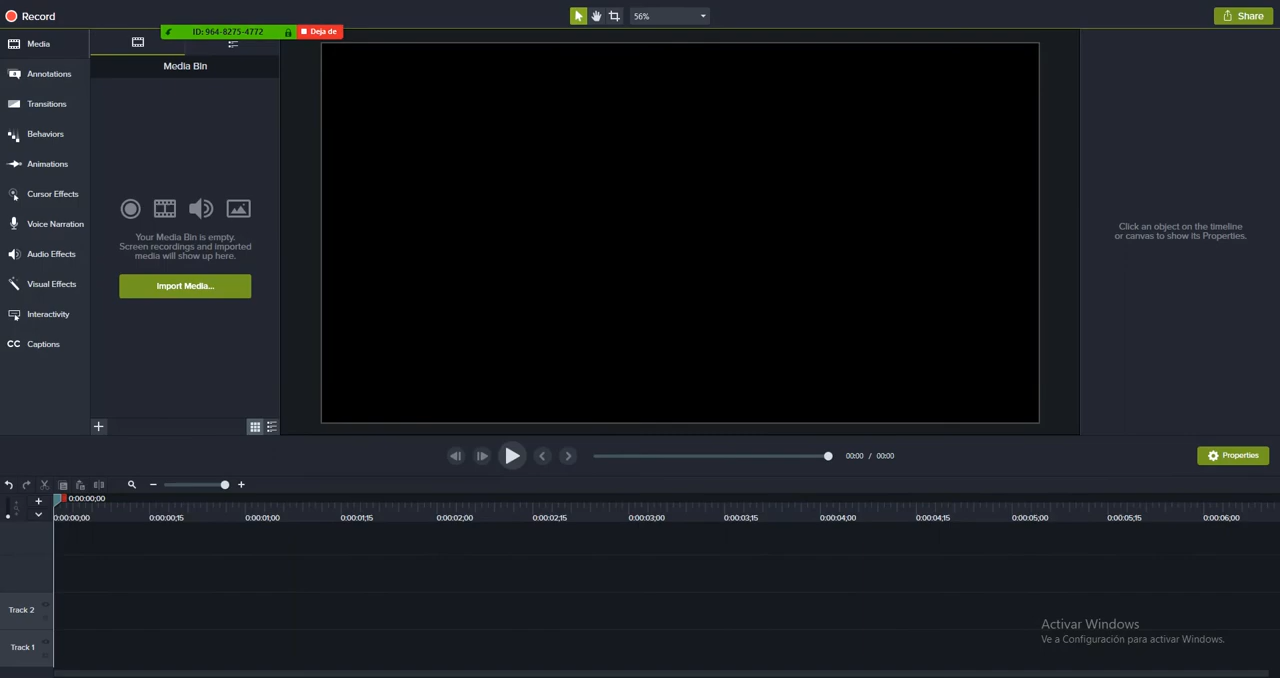 Record
56%
Share
ID: 964-8275-4772
Deja de
Media
Annotations
Transitions
Behaviors
Animations
Cursor Effects
Voice Narration
Audio Effects
Visual Effects
Interactivity
CC Captions
Media Bin
Your Media Bin is empty.
Screen recordings and imported
media will show up here.
Import Media...
Click an object on the timeline
or canvas to show its Properties.
00:00 / 00:00
Properties
0:00:00;00
0:00:00;00 0:00:00;15 0:00:01;00 0:00:01;15 0:00:02;00 0:00:02;15 0:00:03;00 0:00:03;15 0:00:04;00 0:00:04;15 0:00:05;00 0:00:05;15 0:00:06;00
Track 2
Track 1
Activar Windows
Ve a Configuración para activar Windows.